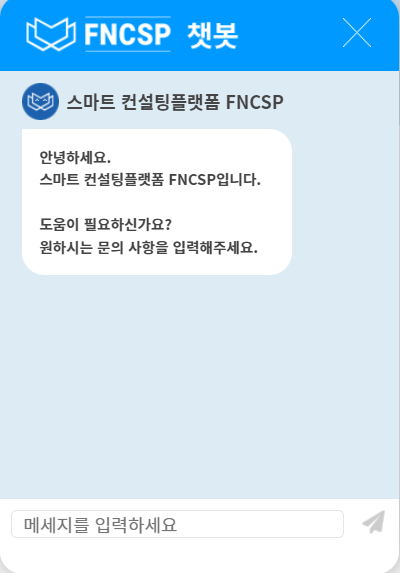 FNCSP 챗봇
스마트 컨설팅플랫폼 FNCSP
안녕하세요.
스마트 컨설팅플랫폼 FNCSP입니다.
도움이 필요하신가요?
원하시는 문의 사항을 입력해주세요.
메세지를 입력하세요